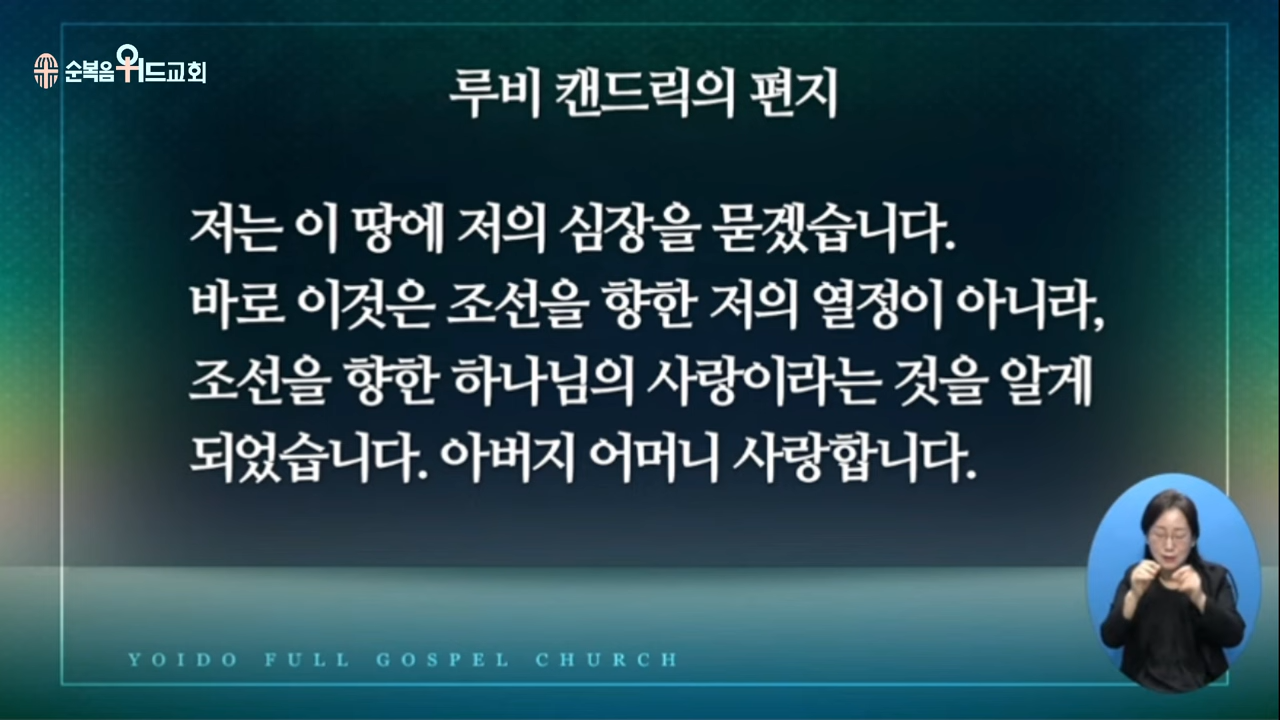 순복음위드교회
루비 캔드릭의 편지
저는 이 땅에 저의 심장을 묻겠습니다.
바로 이것은 조선을 향한 저의 열정이 아니라,
조선을 향한 하나님의 사랑이라는 것을 알게
되었습니다. 아버지 어머니 사랑합니다.
YOIDO FULL GOSPEL CHURCH